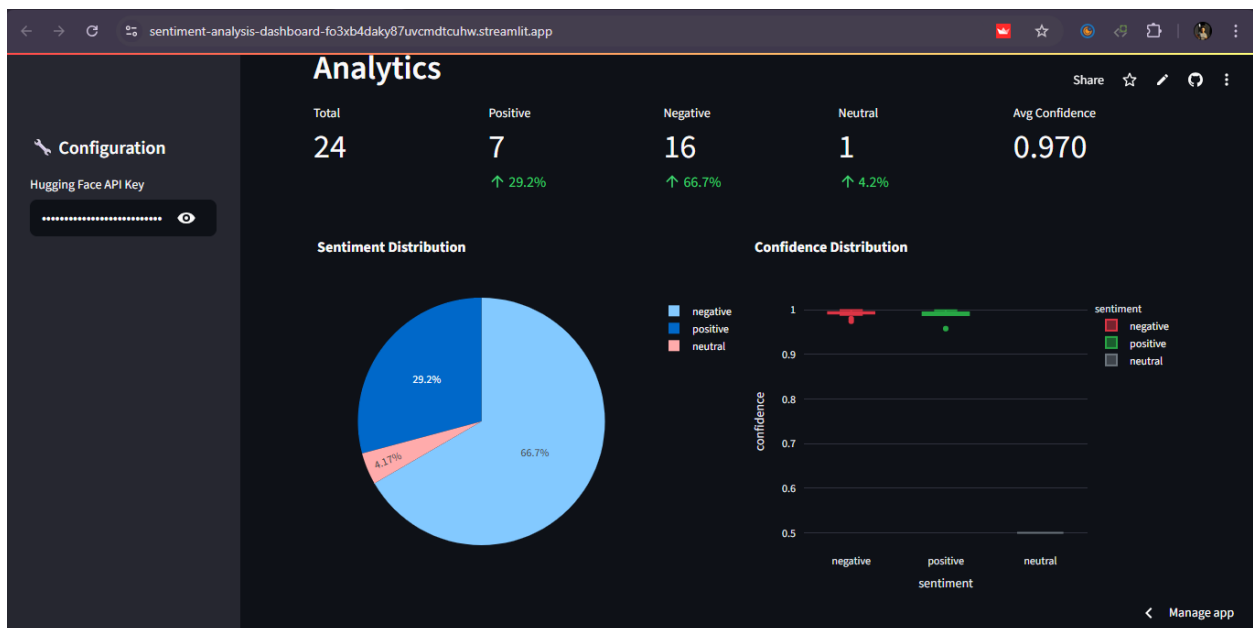 sentiment-analysis-dashboard-fo3xb4daky87uvcmdtcuhw.streamlit.app
Analytics
Share
Configuration
Hugging Face API Key
Total
24
Positive
7
↑ 29.2%
Negative
16
↑ 66.7%
Neutral
1
↑ 4.2%
Avg Confidence
0.970
Sentiment Distribution
29.2%
4.17%
66.7%
negative
positive
neutral
Confidence Distribution
1
0.9
0.8
0.7
0.6
0.5
confidence
negative
positive
neutral
sentiment
sentiment
negative
positive
neutral
Manage app